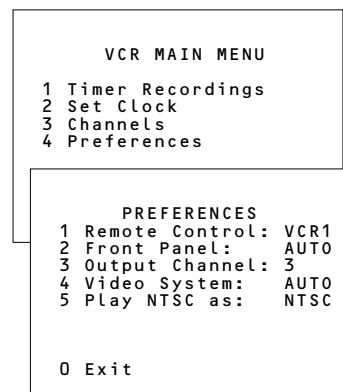 VCR MAIN MENU
1 Timer Recordings
2 Set Clock
3 Channels
4 Preferences
PREFERENCES
1 Remote Control: VCR1
2 Front Panel: AUTO
3 Output Channel: 3
4 Video System: AUTO
5 Play NTSC as: NTSC
0 Exit